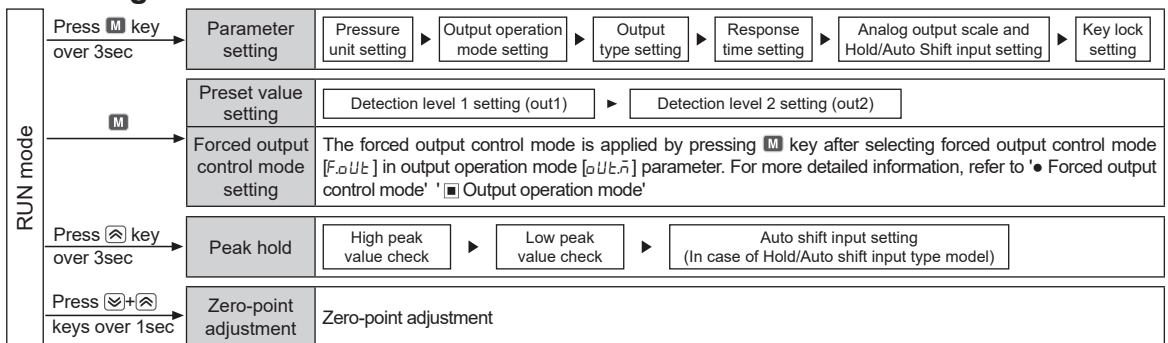 RUN mode
Press M key
over 3sec
Parameter
setting
Pressure
unit setting
Output operation
mode setting
Output
type setting
Response
time setting
Analog output scale and
Hold/Auto Shift input setting
Key lock
setting
M
Preset value
setting
Detection level 1 setting (out1)
Detection level 2 setting (out2)
Forced output
control mode
setting
The forced output control mode is applied by pressing M key after selecting forced output control mode
[F.oUt] in output operation mode [oUt.m] parameter. For more detailed information, refer to '● Forced output
control mode' '▣ Output operation mode'
Press key
over 3sec
Peak hold
High peak
value check
Low peak
value check
Auto shift input setting
(In case of Hold/Auto shift input type model)
Press +
keys over 1sec
Zero-point
adjustment
Zero-point adjustment